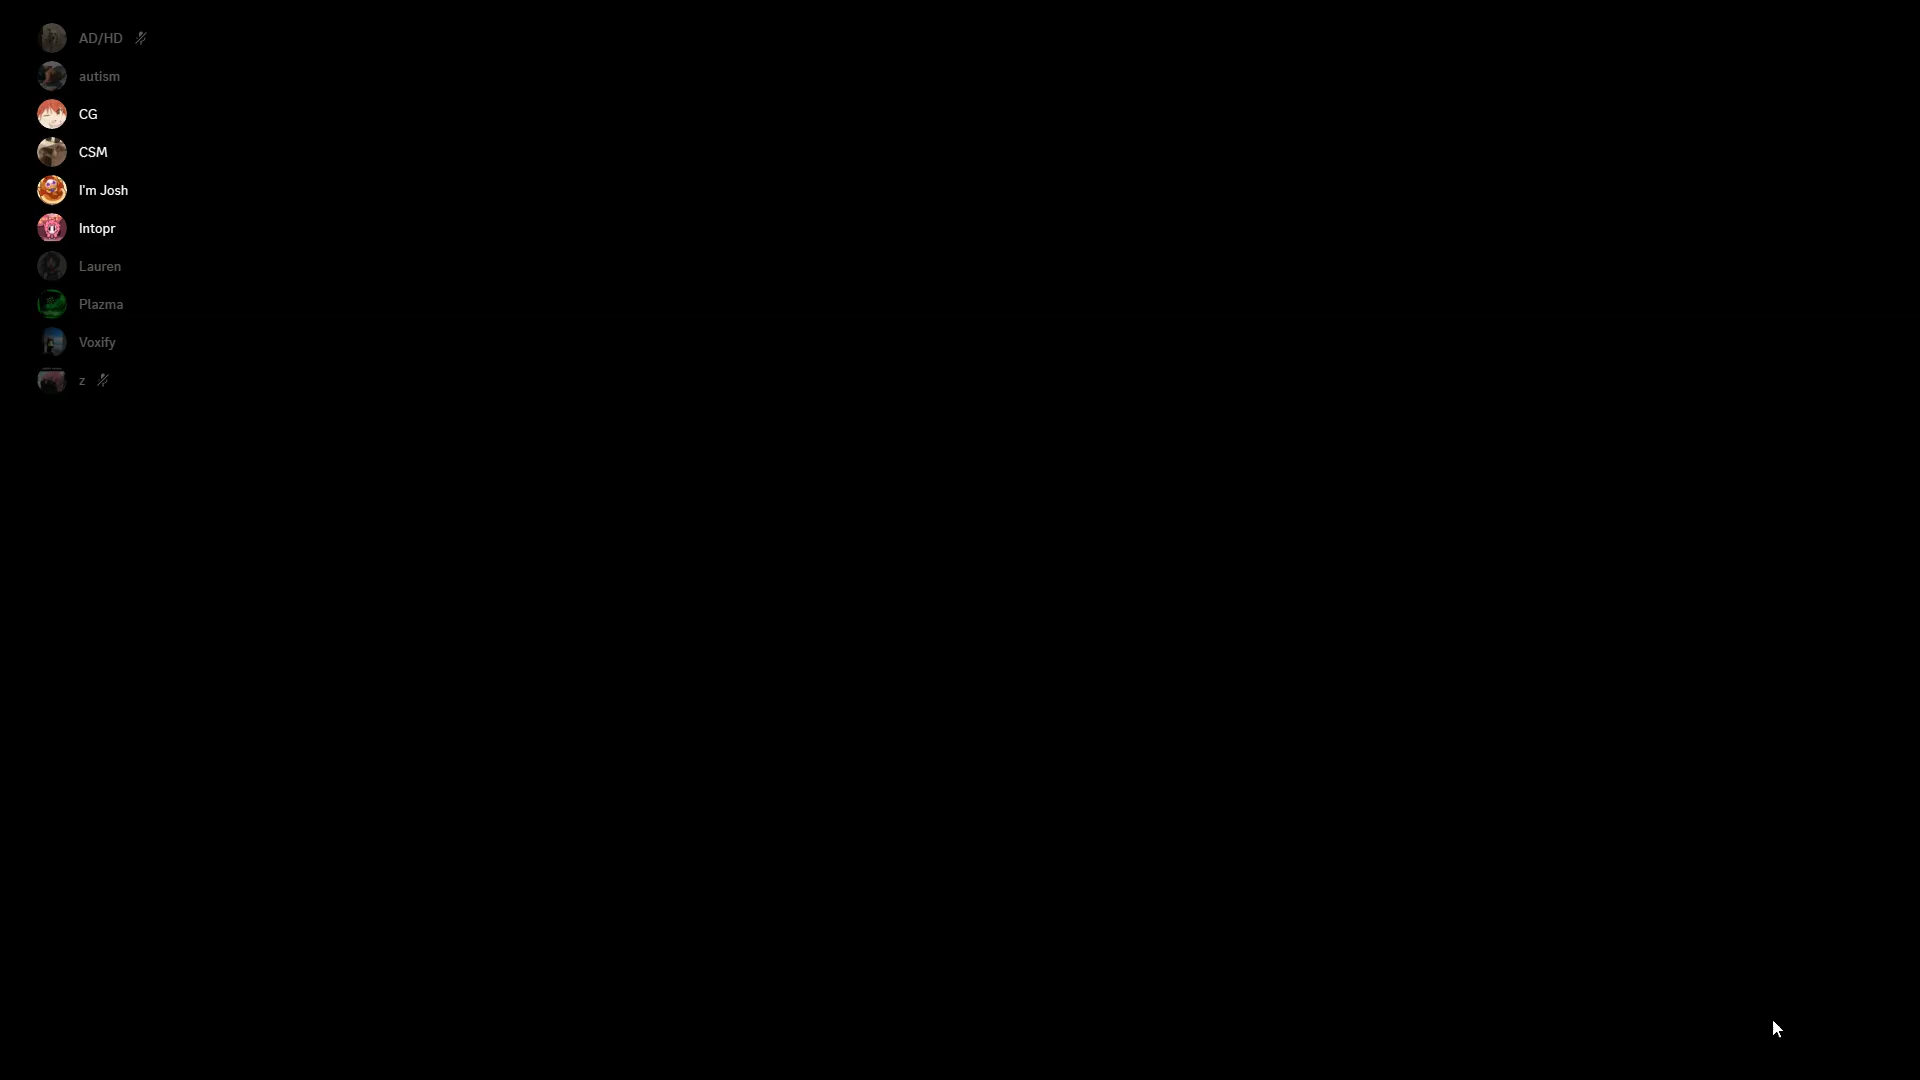 AD/HD
autism
CG
CSM
I'm Josh
Intopr
Lauren
Plazma
Voxify
z